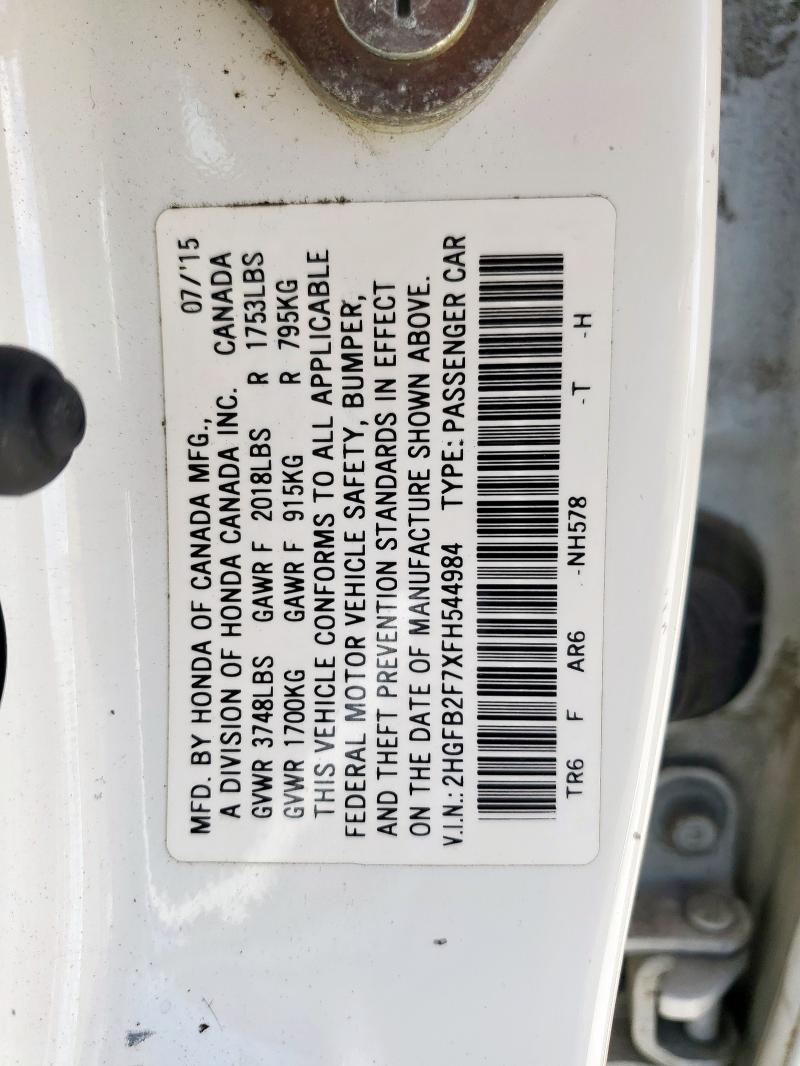 MFD. BY HONDA OF CANADA MFG., 07/'15
A DIVISION OF HONDA CANADA INC. CANADA
GVWR 3748LBS GAWR F 2018LBS R 1753LBS
GVWR 1700KG GAWR F 915KG R 795KG
THIS VEHICLE CONFORMS TO ALL APPLICABLE
FEDERAL MOTOR VEHICLE SAFETY, BUMPER,
AND THEFT PREVENTION STANDARDS IN EFFECT
ON THE DATE OF MANUFACTURE SHOWN ABOVE.
V.I.N.: 2HGFB2F7XFH544984 TYPE: PASSENGER CAR
TR6 F AR6 -NH578 -T -H